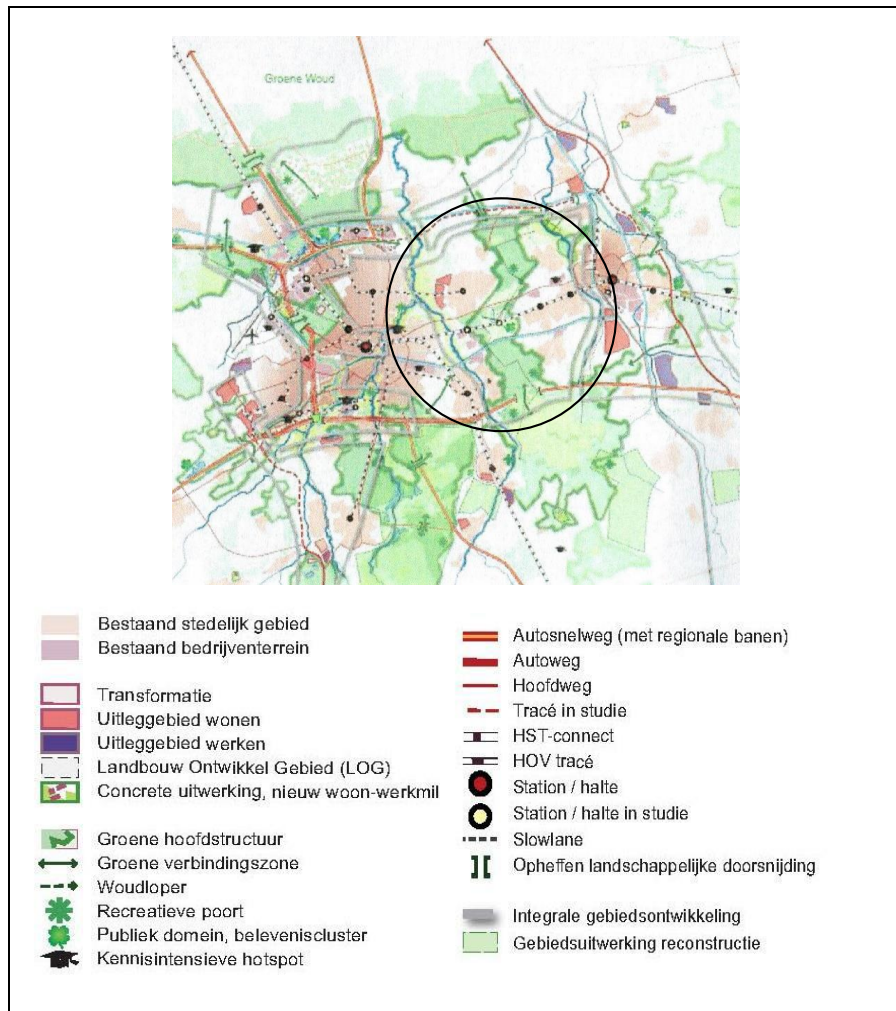 Groene Woud
Bestaand stedelijk gebied
Bestaand bedrijventerrein
Transformatie
Uitleggebied wonen
Uitleggebied werken
Landbouw Ontwikkel Gebied (LOG)
Concrete uitwerking, nieuw woon-werkmil
Groene hoofdstructuur
Groene verbindingszone
Woudloper
Recreatieve poort
Publiek domein, beleveniscluster
Kennisintensieve hotspot
Autosnelweg (met regionale banen)
Autoweg
Hoofdweg
Tracé in studie
HST-connect
HOV tracé
Station / halte
Station / halte in studie
Slowlane
Opheffen landschappelijke doorsnijding
Integrale gebiedsontwikkeling
Gebiedsuitwerking reconstructie